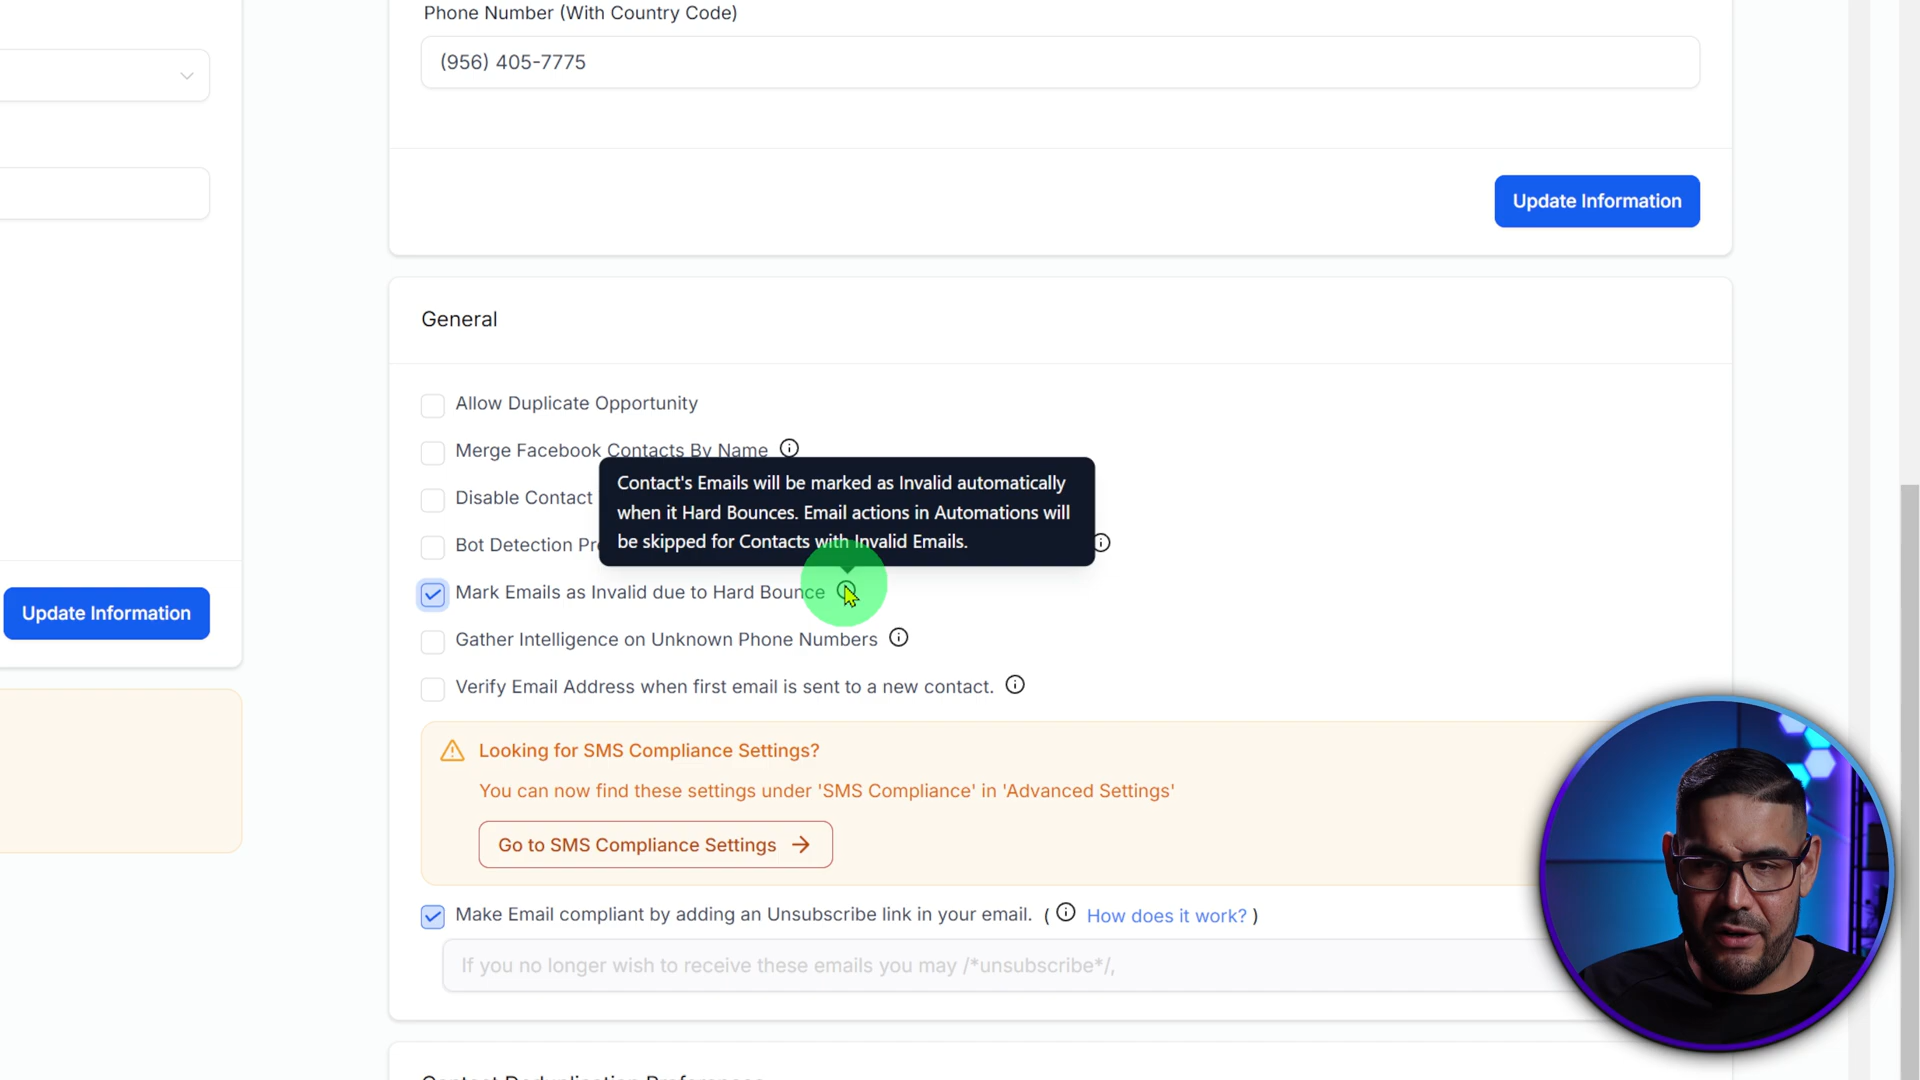 Phone Number (With Country Code)
(956) 405-7775
Update Information
General
Allow Duplicate Opportunity
Merge Facebook Contacts By Name
Contact's Emails will be marked as Invalid automatically
when it Hard Bounces. Email actions in Automations will
be skipped for Contacts with Invalid Emails.
Disable Contact
Bot Detection
Mark Emails as Invalid due to Hard Bounce
Update Information
Gather Intelligence on Unknown Phone Numbers
Verify Email Address when first email is sent to a new contact.
Looking for SMS Compliance Settings?
You can now find these settings under 'SMS Compliance' in 'Advanced Settings'
Go to SMS Compliance Settings →
Make Email compliant by adding an Unsubscribe link in your email. ( How does it work? )
If you no longer wish to receive these emails you may /*unsubscribe*/,